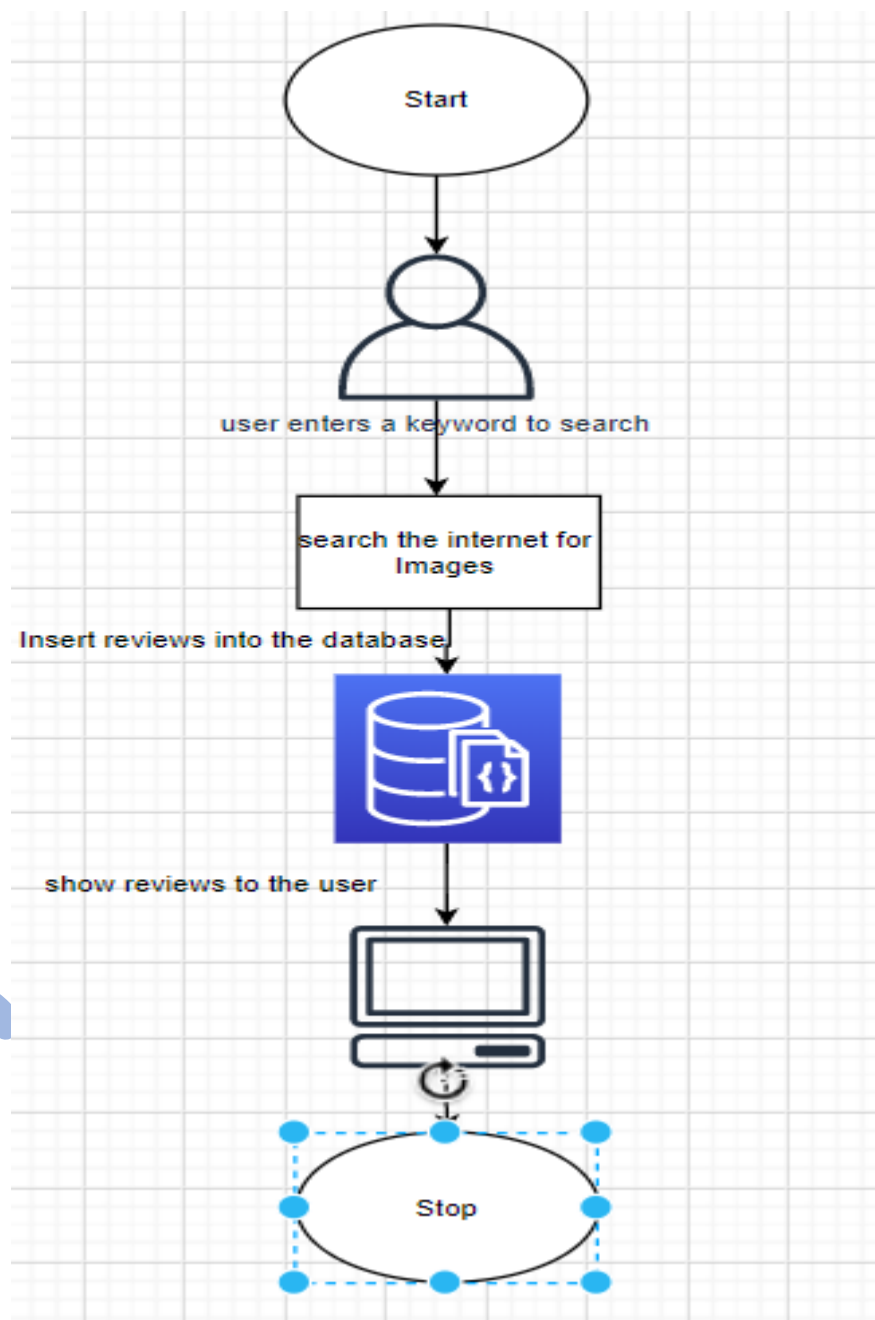 Start
user enters a keyword to search
search the internet for
Images
Insert reviews into the database
{}
show reviews to the user
Stop